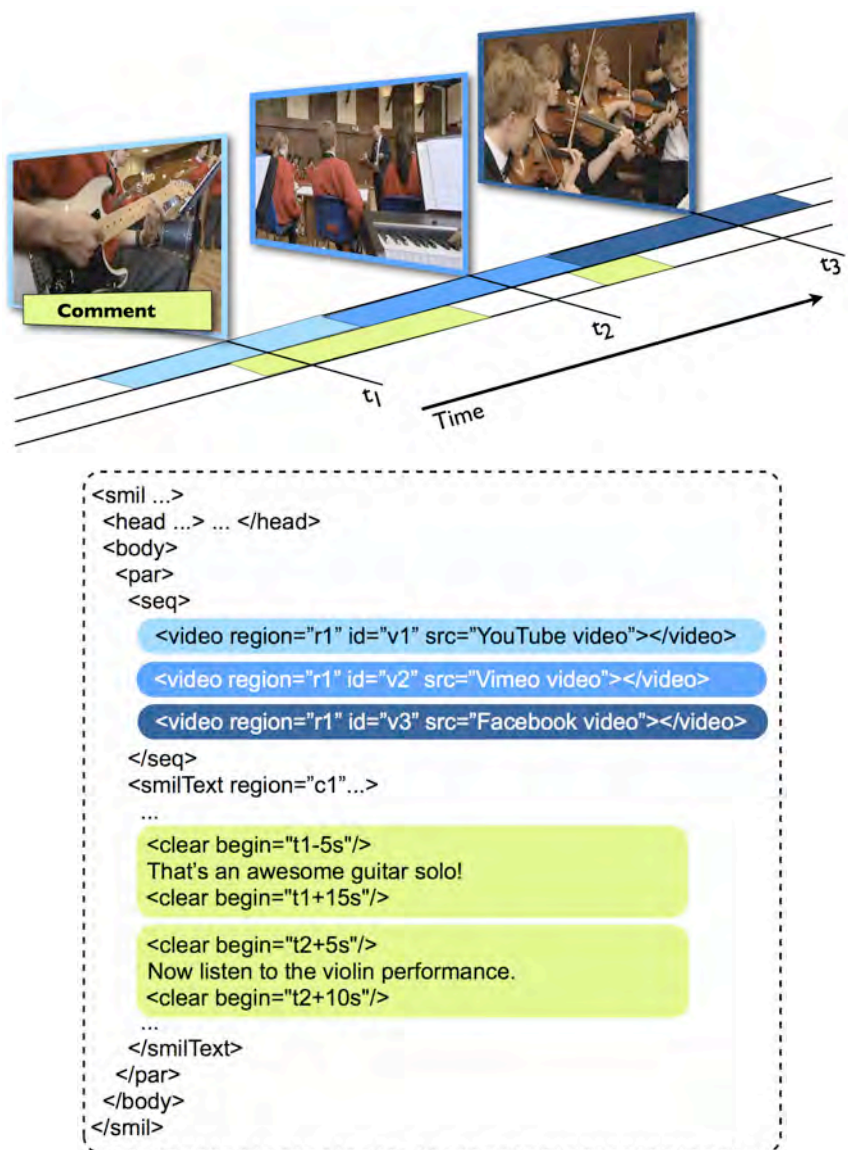 Comment
t1
t2
t3
Time
<smil ...>
<head ...> ... </head>
<body>
<par>
<seq>
<video region=”r1” id=”v1” src=”YouTube video”></video>
<video region=”r1” id=”v2” src=”Vimeo video”></video>
<video region=”r1” id=”v3” src=”Facebook video”></video>
</seq>
<smilText region=”c1”...>
...
<clear begin="t1-5s"/>
That’s an awesome guitar solo!
<clear begin="t1+15s"/>
<clear begin="t2+5s"/>
Now listen to the violin performance.
<clear begin="t2+10s"/>
...
</smilText>
</par>
</body>
</smil>